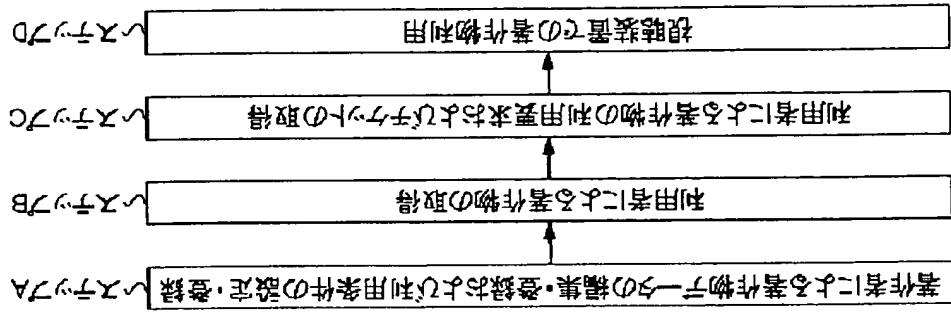 著作者による著作物データの編集・登録および利用条件の設定・登録 ステップA
利用者による著作物の取得 ステップB
利用者による著作物の利用要求およびチケットの取得 ステップC
視聴装置での著作物利用 ステップD